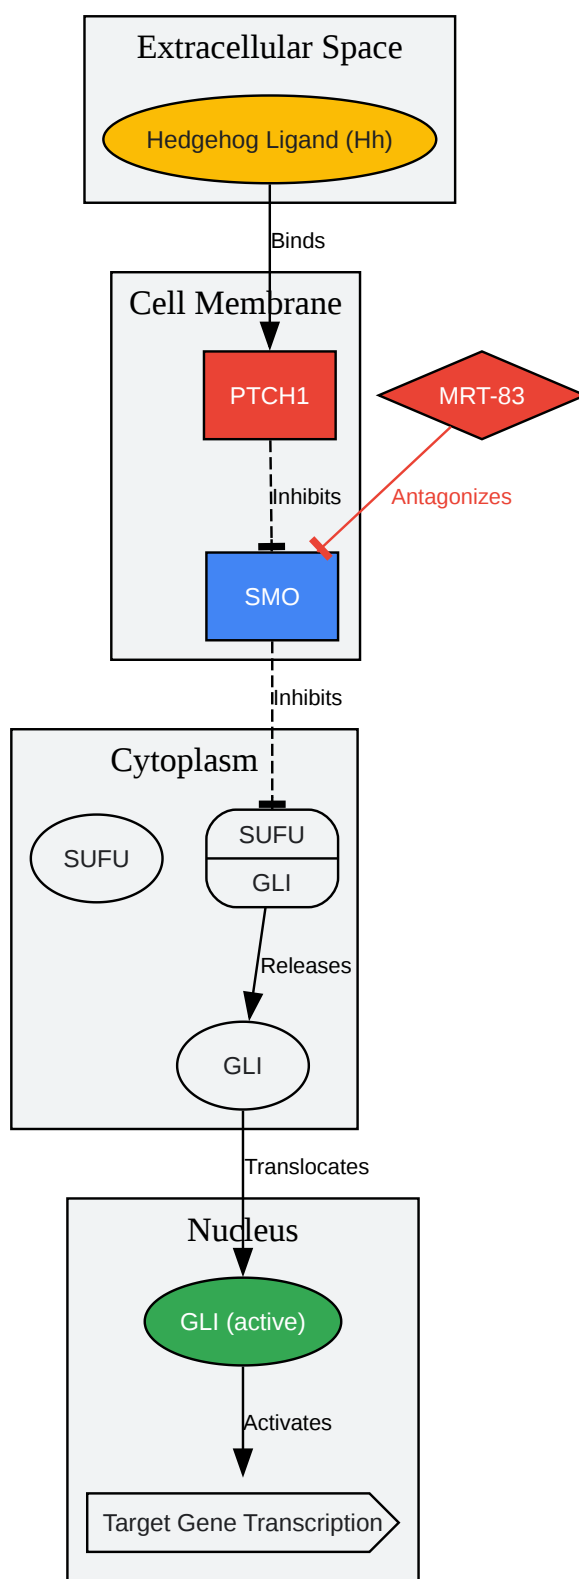 Extracellular Space
Hedgehog Ligand (Hh)
Binds
Cell Membrane
PTCH1
MRT-83
Inhibits
Antagonizes
SMO
Inhibits
Cytoplasm
SUFU
SUFU
GLI
Releases
GLI
Translocates
Nucleus
GLI (active)
Activates
Target Gene Transcription